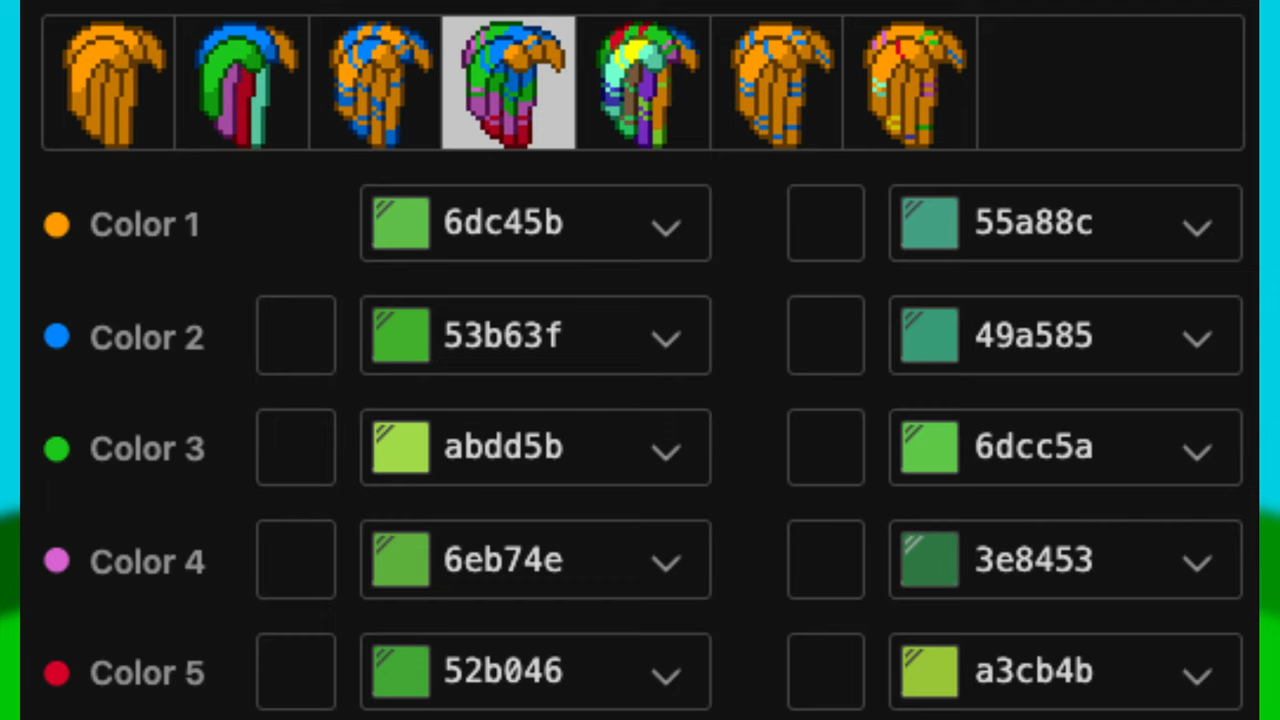 Color 1 6dc45b 55a88c
Color 2 53b63f 49a585
Color 3 abdd5b 6dcc5a
Color 4 6eb74e 3e8453
Color 5 52b046 a3cb4b